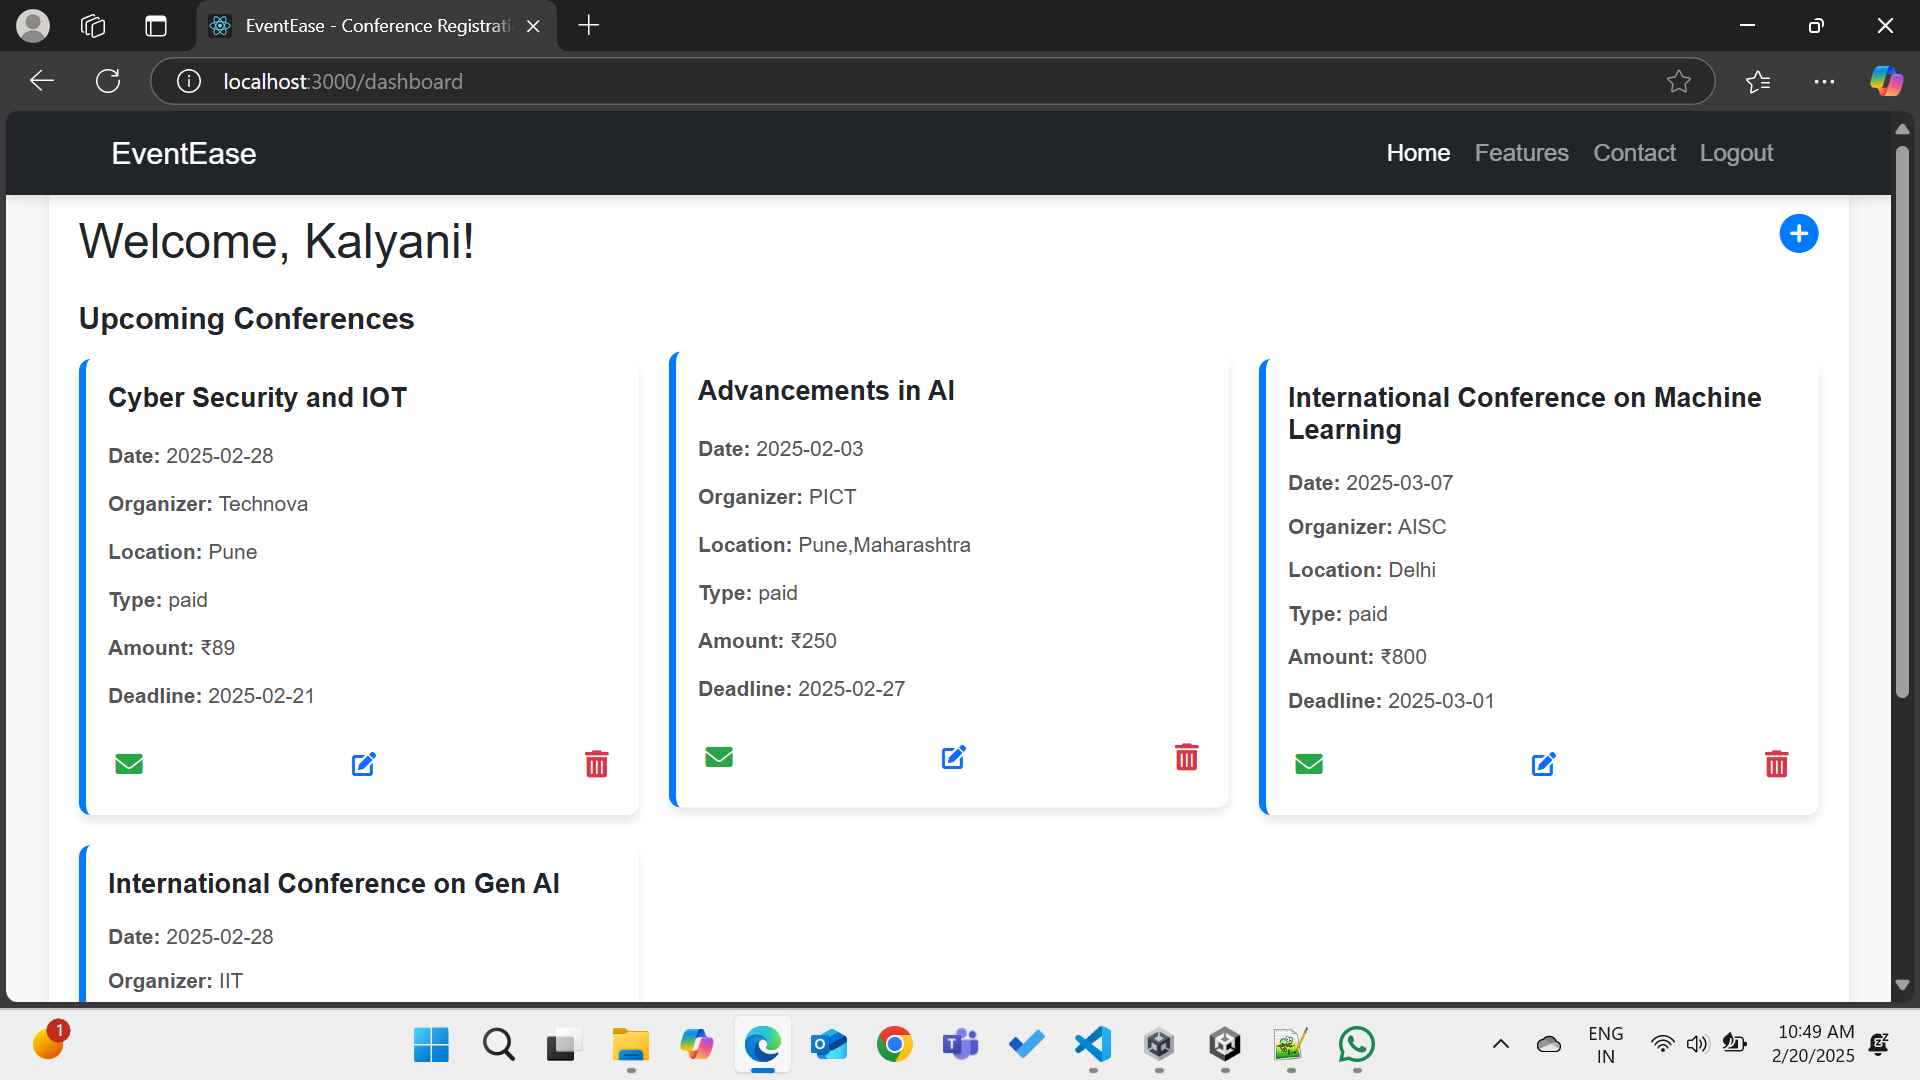 EventEase - Conference Registrati
localhost:3000/dashboard
EventEase
Home Features Contact Logout
Welcome, Kalyani!
Upcoming Conferences
Cyber Security and IOT
Date: 2025-02-28
Organizer: Technova
Location: Pune
Type: paid
Amount: ₹89
Deadline: 2025-02-21
Advancements in AI
Date: 2025-02-03
Organizer: PICT
Location: Pune,Maharashtra
Type: paid
Amount: ₹250
Deadline: 2025-02-27
International Conference on Machine
Learning
Date: 2025-03-07
Organizer: AISC
Location: Delhi
Type: paid
Amount: ₹800
Deadline: 2025-03-01
International Conference on Gen AI
Date: 2025-02-28
Organizer: IIT
1
ENG
IN
10:49 AM
2/20/2025